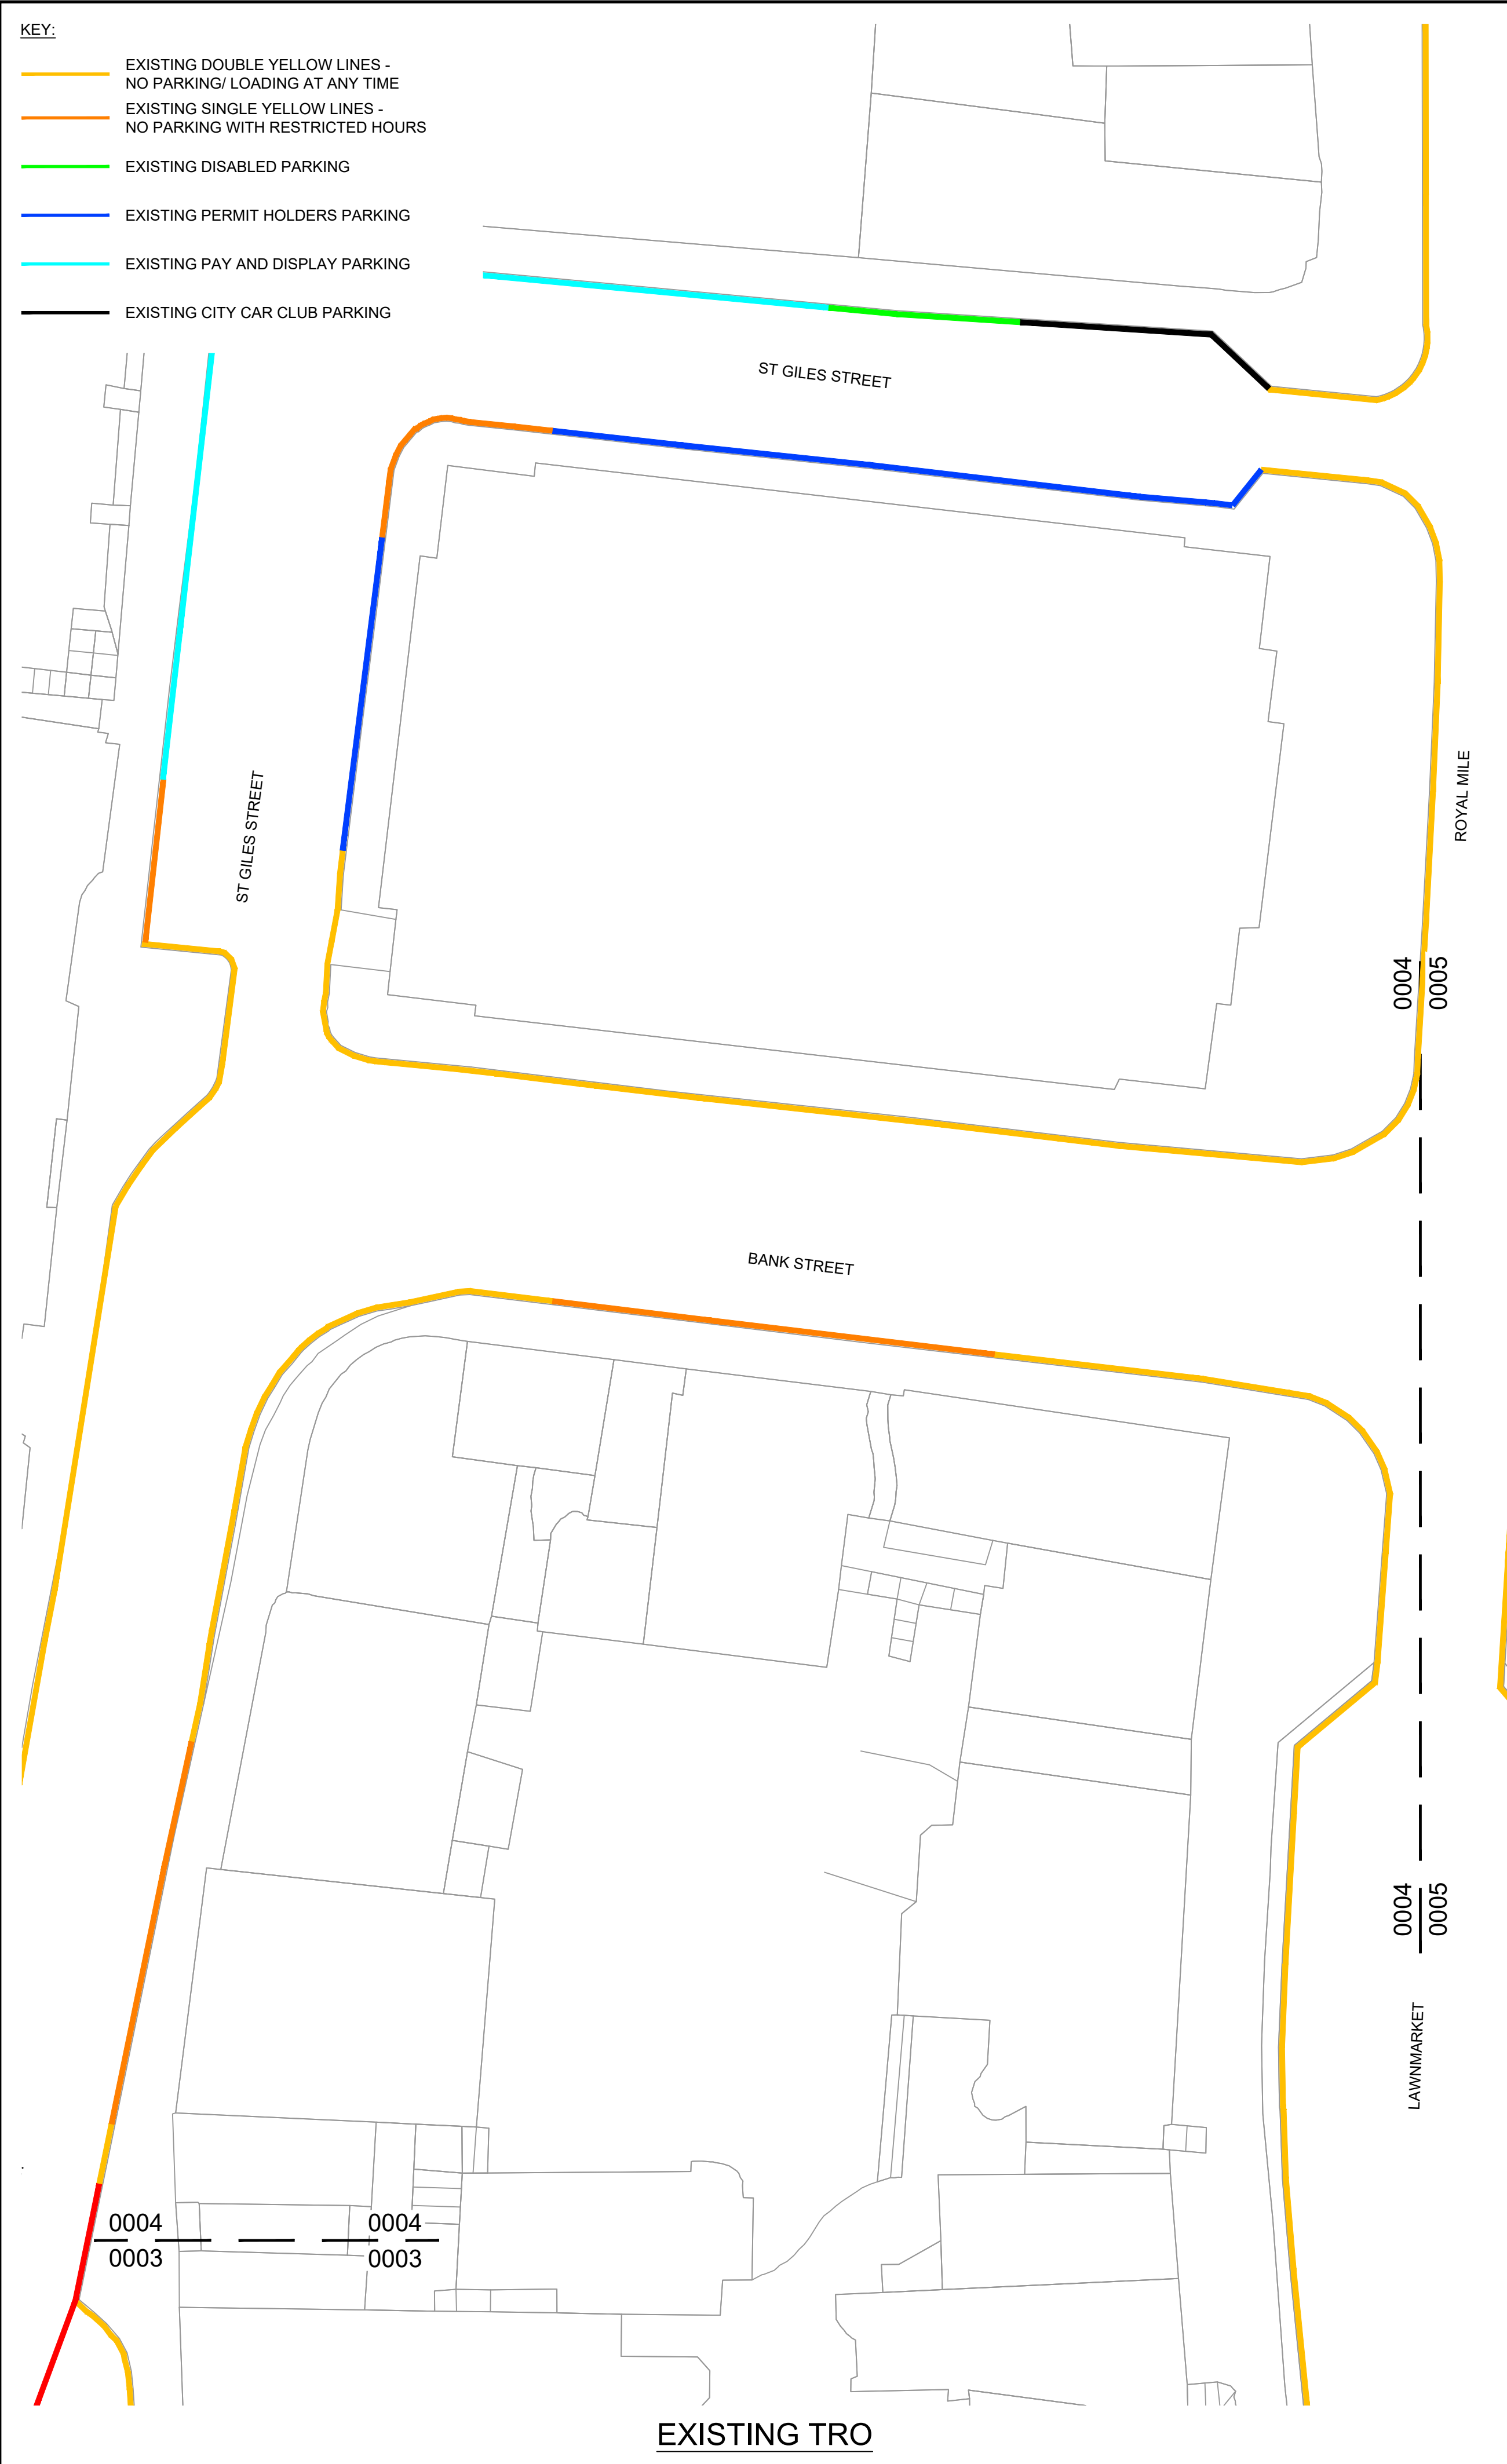 KEY:
EXISTING DOUBLE YELLOW LINES -
NO PARKING/ LOADING AT ANY TIME
EXISTING SINGLE YELLOW LINES -
NO PARKING WITH RESTRICTED HOURS
EXISTING DISABLED PARKING
EXISTING PERMIT HOLDERS PARKING
EXISTING PAY AND DISPLAY PARKING
EXISTING CITY CAR CLUB PARKING
ST GILES STREET
ST GILES STREET
ROYAL MILE
0004
0005
BANK STREET
0004
0005
LAWNMARKET
0004
0003
0004
0003
EXISTING TRO